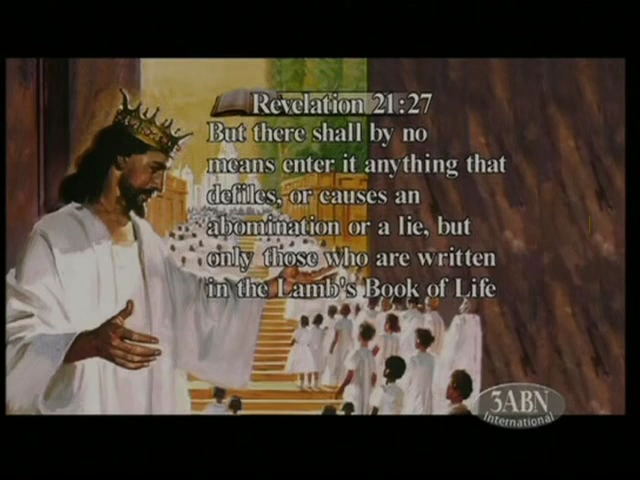 Revelation 21:27
But there shall by no
means enter it anything that
defiles, or causes an
abomination or a lie, but
only those who are written
in the Lamb's Book of Life
3ABN
International